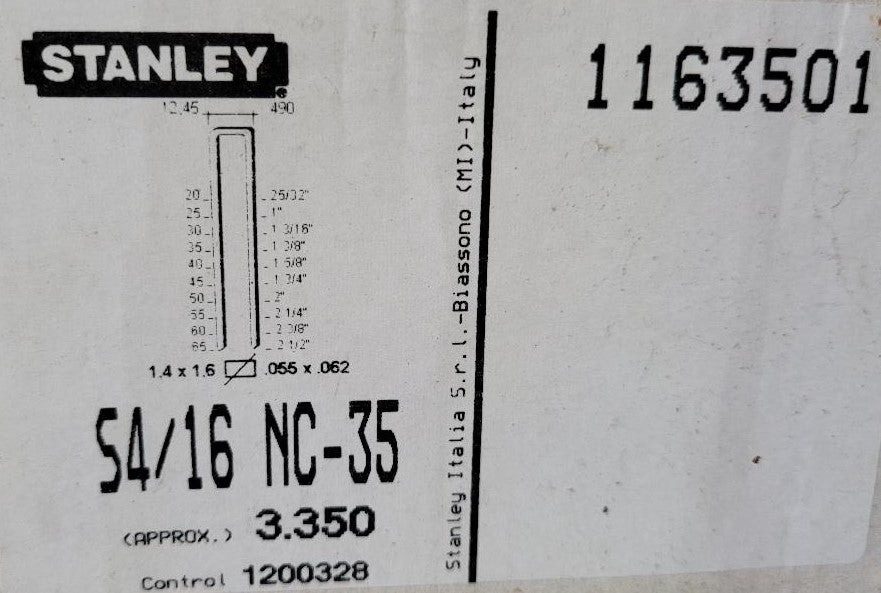 STANLEY
®
12,45 490
20 25/32"
25 1"
30 1 3/16"
35 1 3/8"
40 1 5/8"
45 1 3/4"
50 2"
55 2 1/4"
60 2 3/8"
65 2 1/2"
1.4 x 1.6 .055 x .062
S4/16 NC-35
(APPROX.) 3.350
Control 1200328
Stanley Italia S.r.l.-Biassono (MI)-Italy
1163501